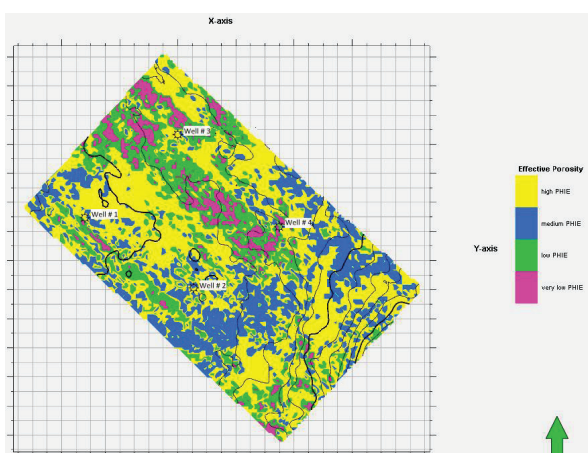 X-axis
Well # 3
Well # 1
Well # 4
Well # 2
Y-axis
Effective Porosity
high PHIE
medium PHIE
low PHIE
very low PHIE